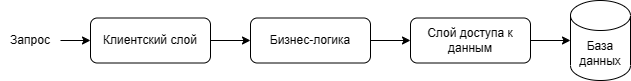 Запрос
Клиентский слой
Бизнес-логика
Слой доступа к
данным
База
данных